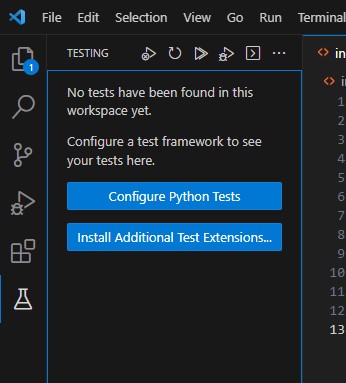 File Edit Selection View Go Run Terminal
TESTING
in
1
No tests have been found in this
workspace yet.
Configure a test framework to see
your tests here.
Configure Python Tests
Install Additional Test Extensions...
in
1
2
3
4
5
6
7
8
9
10
11
12
13